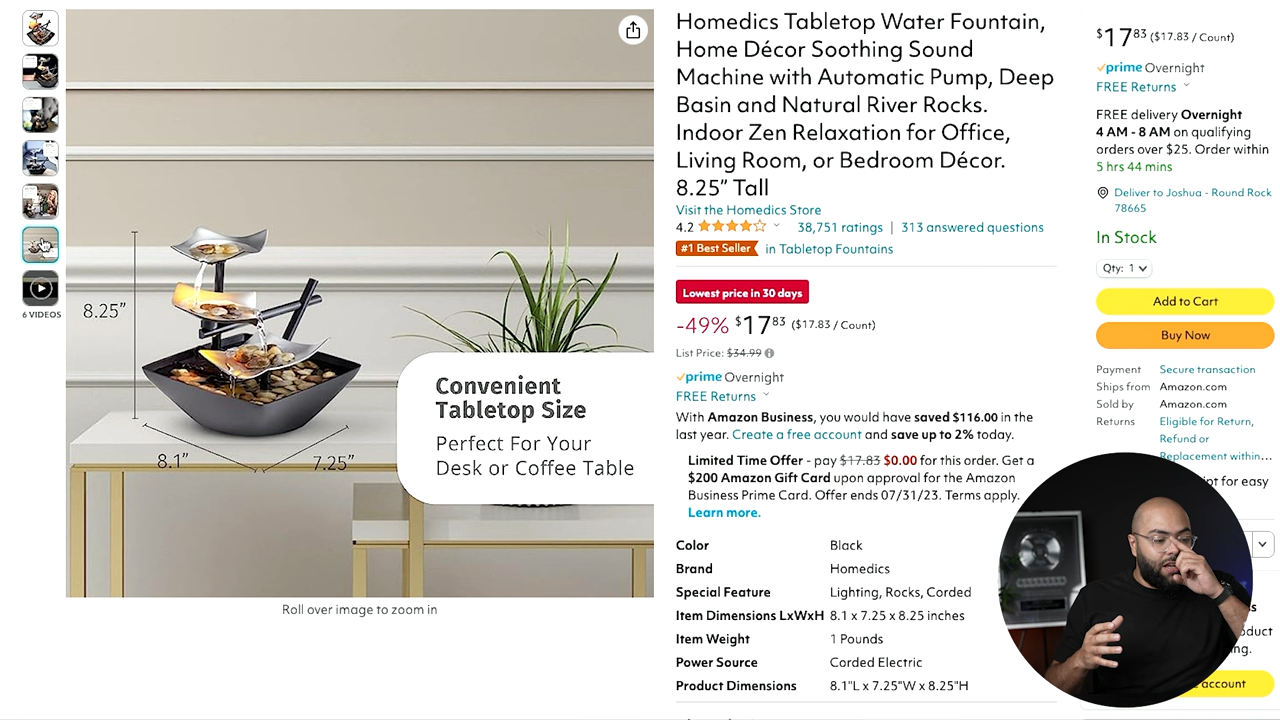 6 VIDEOS
8.25”
8.1”
7.25”
Convenient
Tabletop Size
Perfect For Your
Desk or Coffee Table
Roll over image to zoom in
Homedics Tabletop Water Fountain,
Home Décor Soothing Sound
Machine with Automatic Pump, Deep
Basin and Natural River Rocks.
Indoor Zen Relaxation for Office,
Living Room, or Bedroom Décor.
8.25” Tall
Visit the Homedics Store
4.2 38,751 ratings | 313 answered questions
#1 Best Seller in Tabletop Fountains
Lowest price in 30 days
-49% $17 83 ($17.83 / Count)
List Price: $34.99
prime Overnight
FREE Returns
With Amazon Business, you would have saved $116.00 in the
last year. Create a free account and save up to 2% today.
Limited Time Offer - pay $17.83 $0.00 for this order. Get a
$200 Amazon Gift Card upon approval for the Amazon
Business Prime Card. Offer ends 07/31/23. Terms apply.
Learn more.
Color Black
Brand Homedics
Special Feature Lighting, Rocks, Corded
Item Dimensions LxWxH 8.1 x 7.25 x 8.25 inches
Item Weight 1 Pounds
Power Source Corded Electric
Product Dimensions 8.1"L x 7.25"W x 8.25"H
$17 83 ($17.83 / Count)
prime Overnight
FREE Returns
FREE delivery Overnight
4 AM - 8 AM on qualifying
orders over $25. Order within
5 hrs 44 mins
Deliver to Joshua - Round Rock
78665
In Stock
Qty: 1
Add to Cart
Buy Now
Payment Secure transaction
Ships from Amazon.com
Sold by Amazon.com
Returns Eligible for Return,
Refund or
Replacement within...
for easy
account